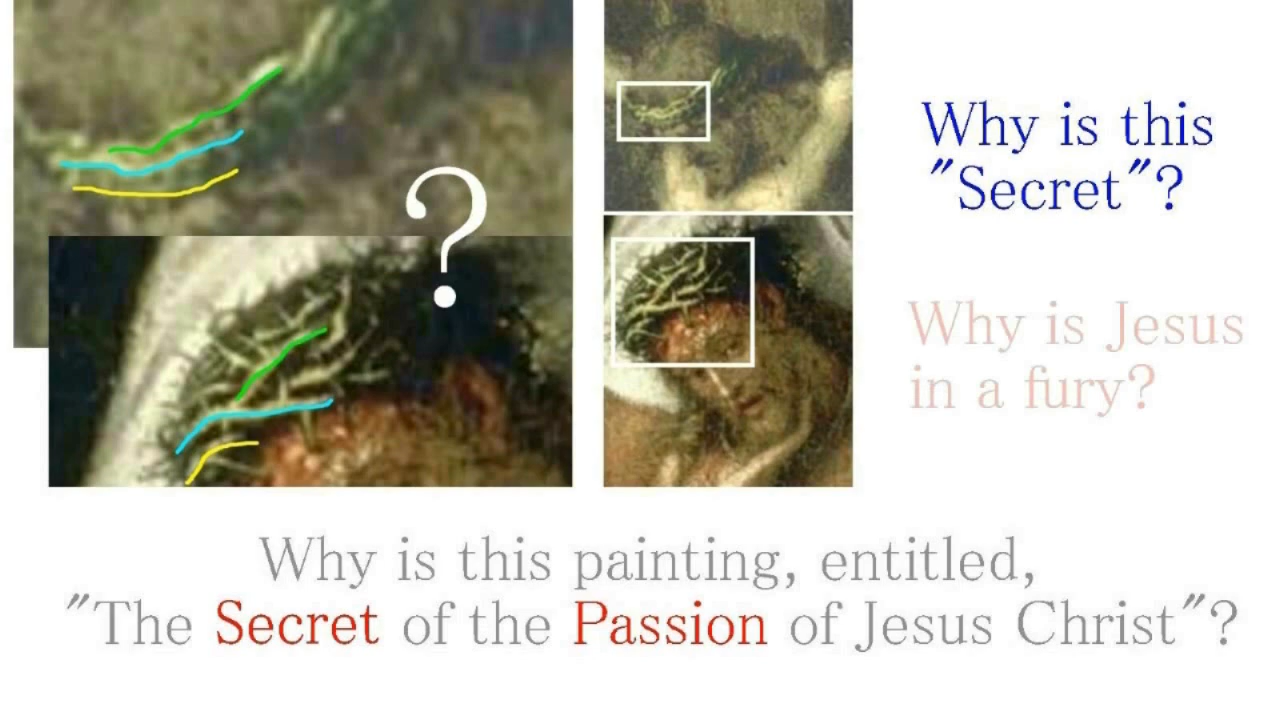 ?
Why is this
"Secret"?
Why is Jesus
in a fury?
Why is this painting, entitled,
"The Secret of the Passion of Jesus Christ"?